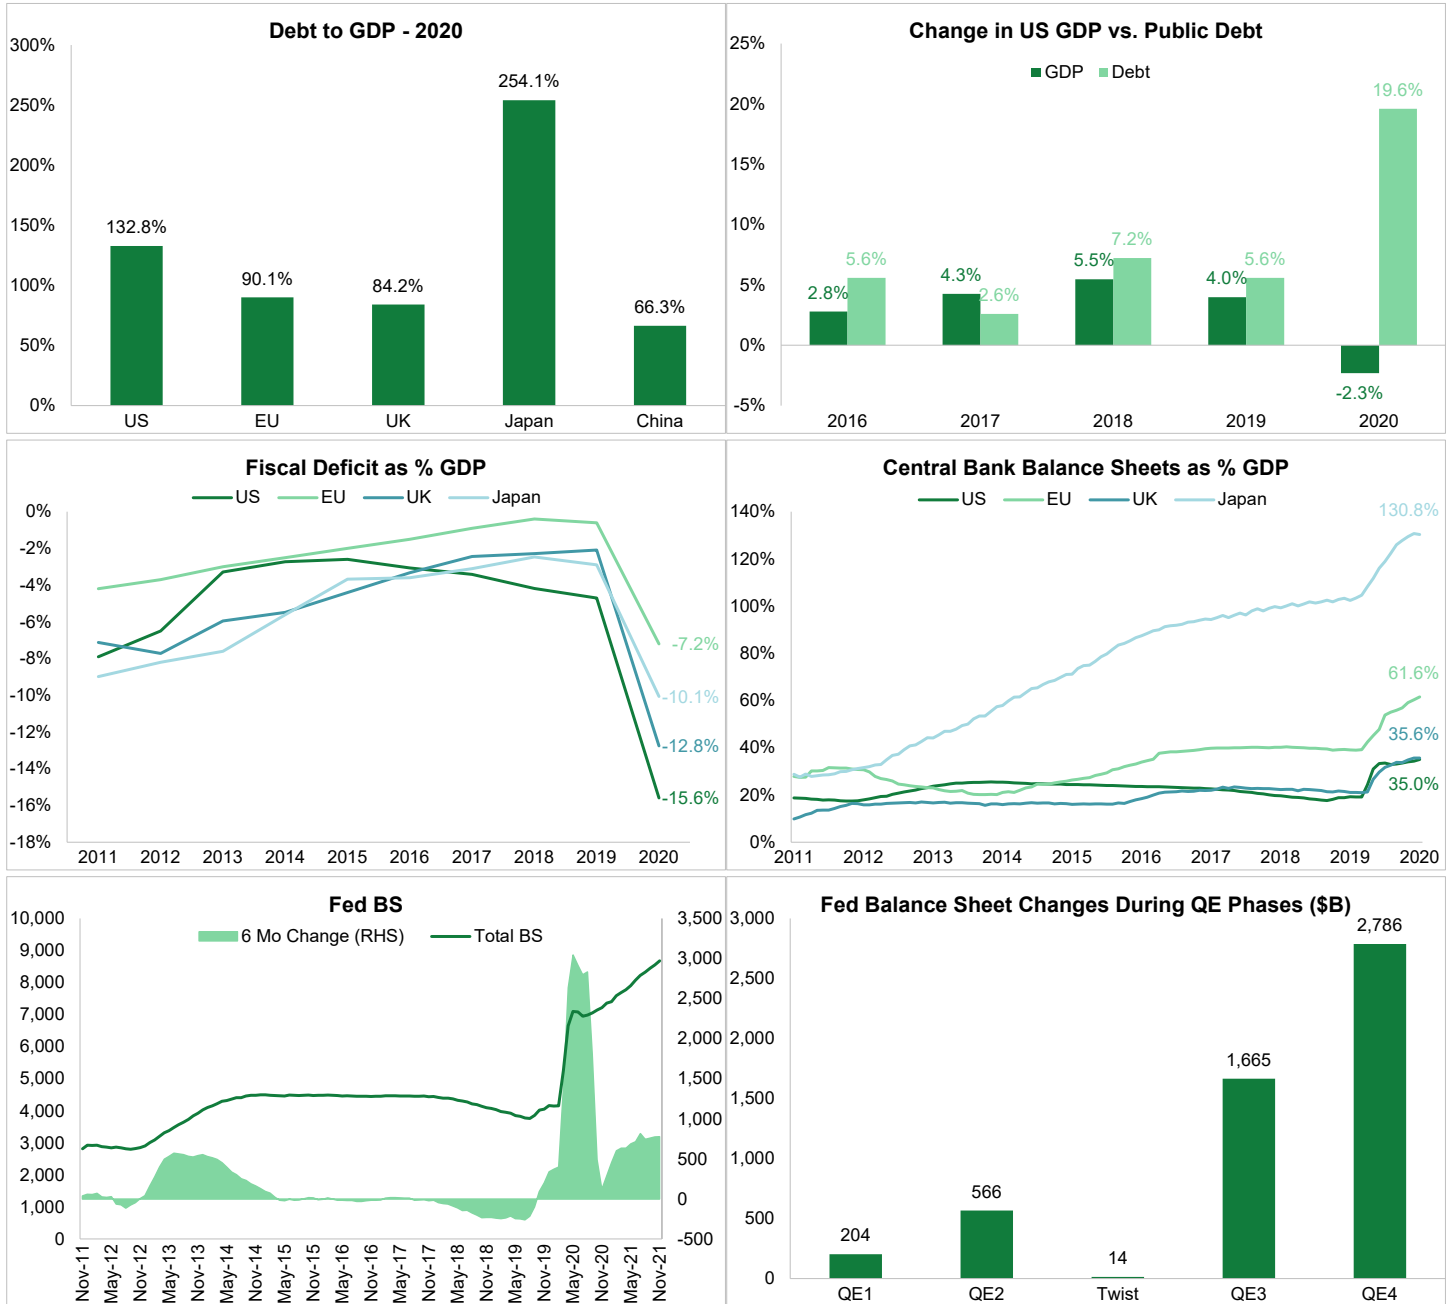 Debt to GDP - 2020
300%
250%
200%
150%
100%
50%
0%
132.8%
90.1%
84.2%
254.1%
66.3%
US EU UK Japan China
Change in US GDP vs. Public Debt
GDP Debt
25%
20%
15%
10%
5%
0%
-5%
2.8% 5.6%
4.3% 2.6%
5.5% 7.2%
4.0% 5.6%
-2.3% 19.6%
2016 2017 2018 2019 2020
Fiscal Deficit as % GDP
US EU UK Japan
0%
-2%
-4%
-6%
-8%
-10%
-12%
-14%
-16%
-18%
-7.2%
-10.1%
-12.8%
-15.6%
2011 2012 2013 2014 2015 2016 2017 2018 2019 2020
Central Bank Balance Sheets as % GDP
US EU UK Japan
140%
120%
100%
80%
60%
40%
20%
0%
130.8%
61.6%
35.6%
35.0%
2011 2012 2013 2014 2015 2016 2017 2018 2019 2020
Fed BS
6 Mo Change (RHS) Total BS
10,000
9,000
8,000
7,000
6,000
5,000
4,000
3,000
2,000
1,000
0
3,500
3,000
2,500
2,000
1,500
1,000
500
0
-500
Nov-11
May-12
Nov-12
May-13
Nov-13
May-14
Nov-14
May-15
Nov-15
May-16
Nov-16
May-17
Nov-17
May-18
Nov-18
May-19
Nov-19
May-20
Nov-20
May-21
Nov-21
Fed Balance Sheet Changes During QE Phases ($B)
3,000
2,500
2,000
1,500
1,000
500
0
204
566
14
1,665
2,786
QE1 QE2 Twist QE3 QE4